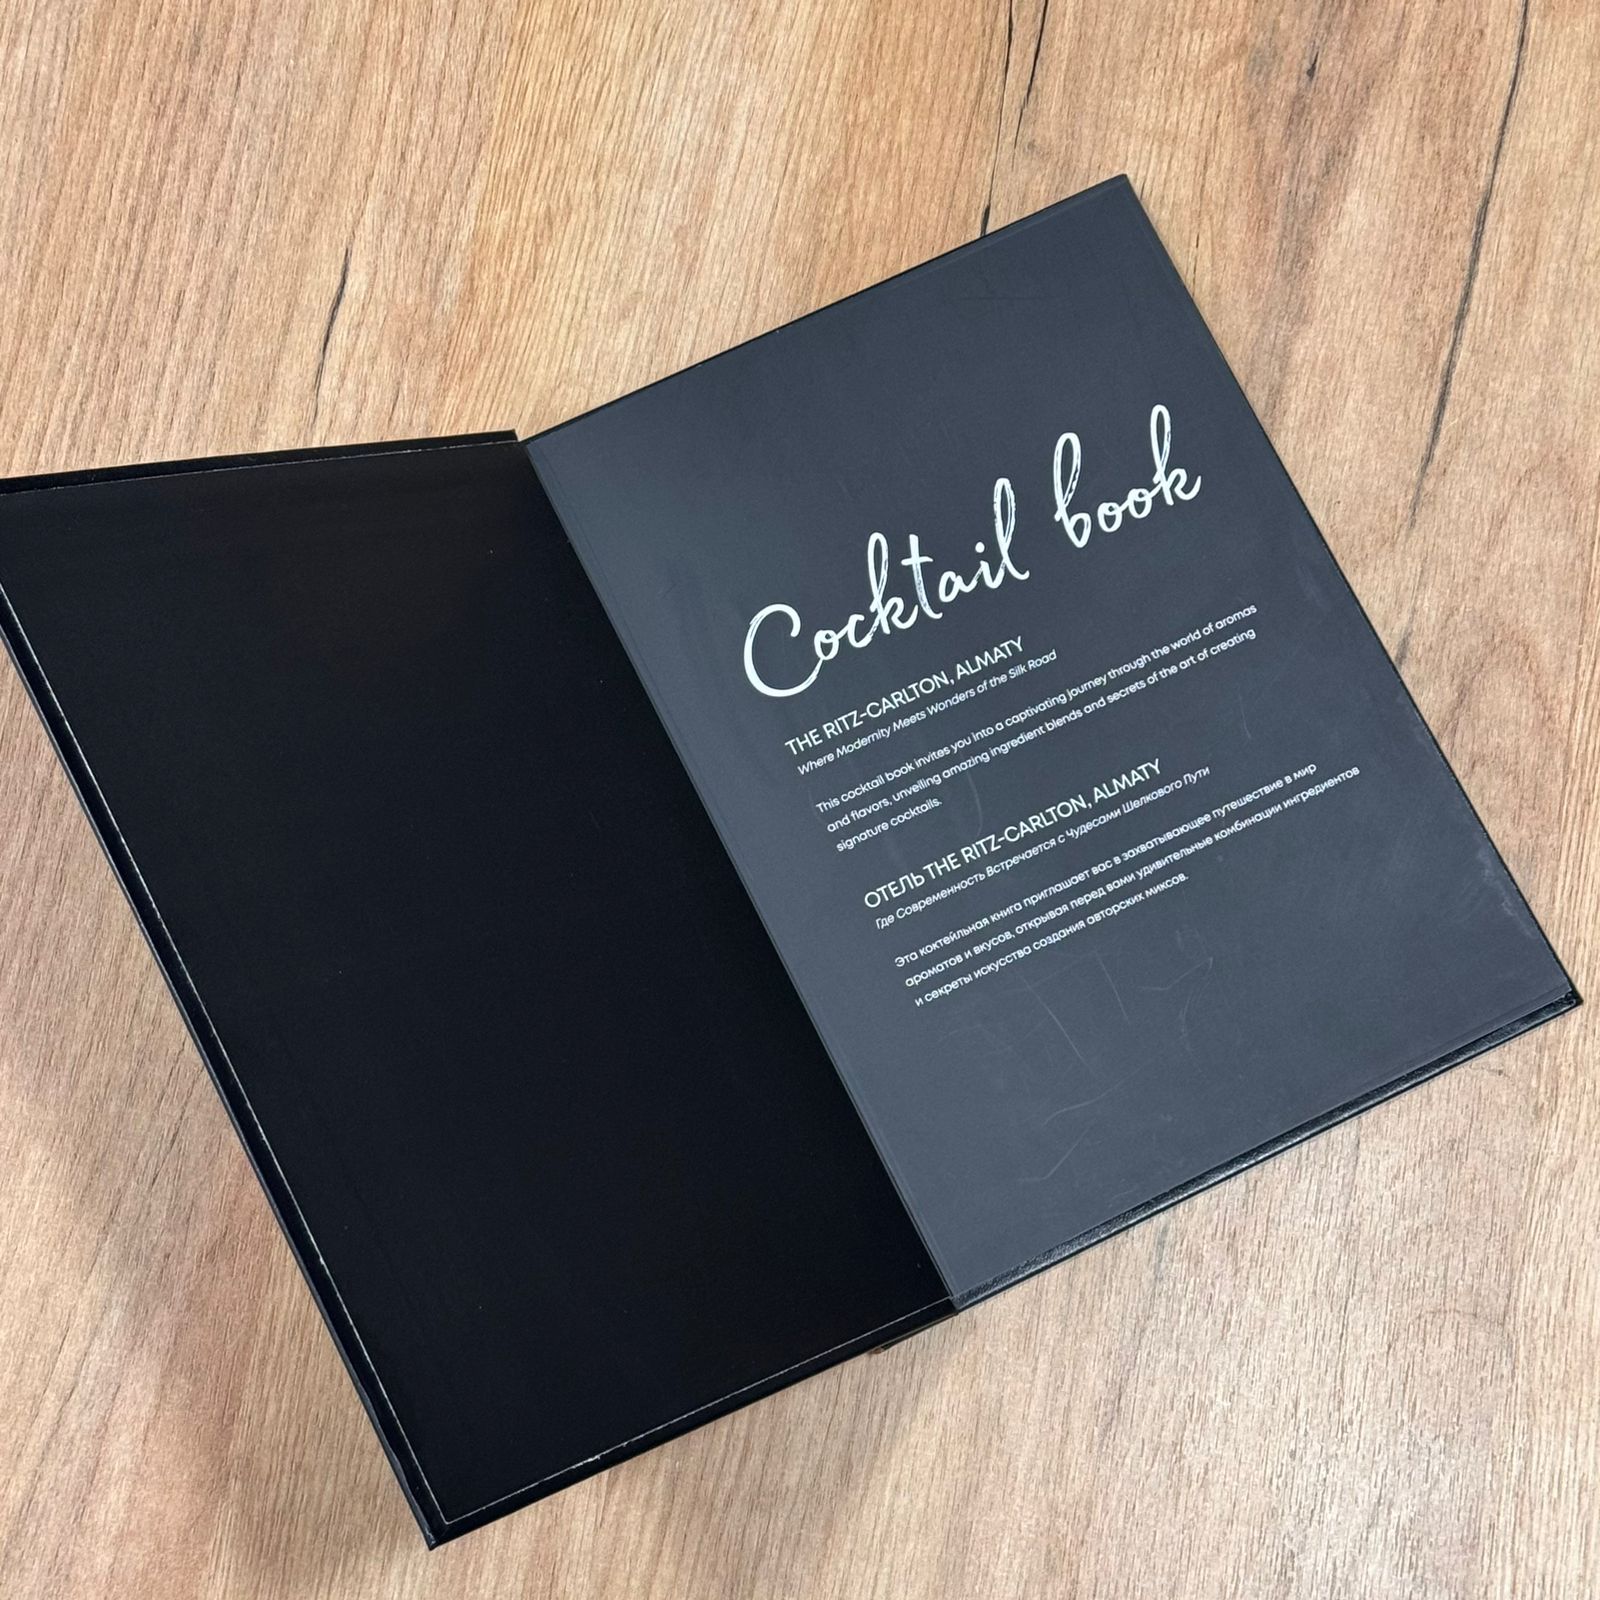 Cocktail book
THE RITZ-CARLTON, ALMATY
Where Modernity Meets Wonders of the Silk Road
This cocktail book invites you into a captivating journey through the world of aromas
and flavors, unveiling amazing ingredient blends and secrets of the art of creating
signature cocktails.
ОТЕЛЬ THE RITZ-CARLTON, ALMATY
Где Современность Встречается с Чудесами Шелкового Пути
Эта коктейльная книга приглашает вас в захватывающее путешествие в мир
ароматов и вкусов, открывая перед вами удивительные комбинации ингредиентов
и секреты искусства создания авторских миксов.